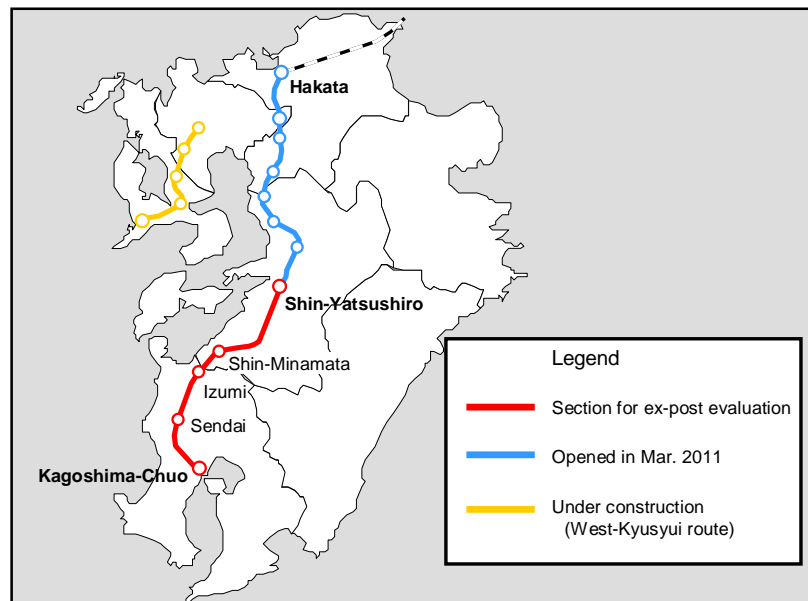 Hakata
Shin-Yatsushiro
Shin-Minamata
Izumi
Sendai
Kagoshima-Chuo
Legend
Section for ex-post evaluation
Opened in Mar. 2011
Under construction
(West-Kyusyui route)